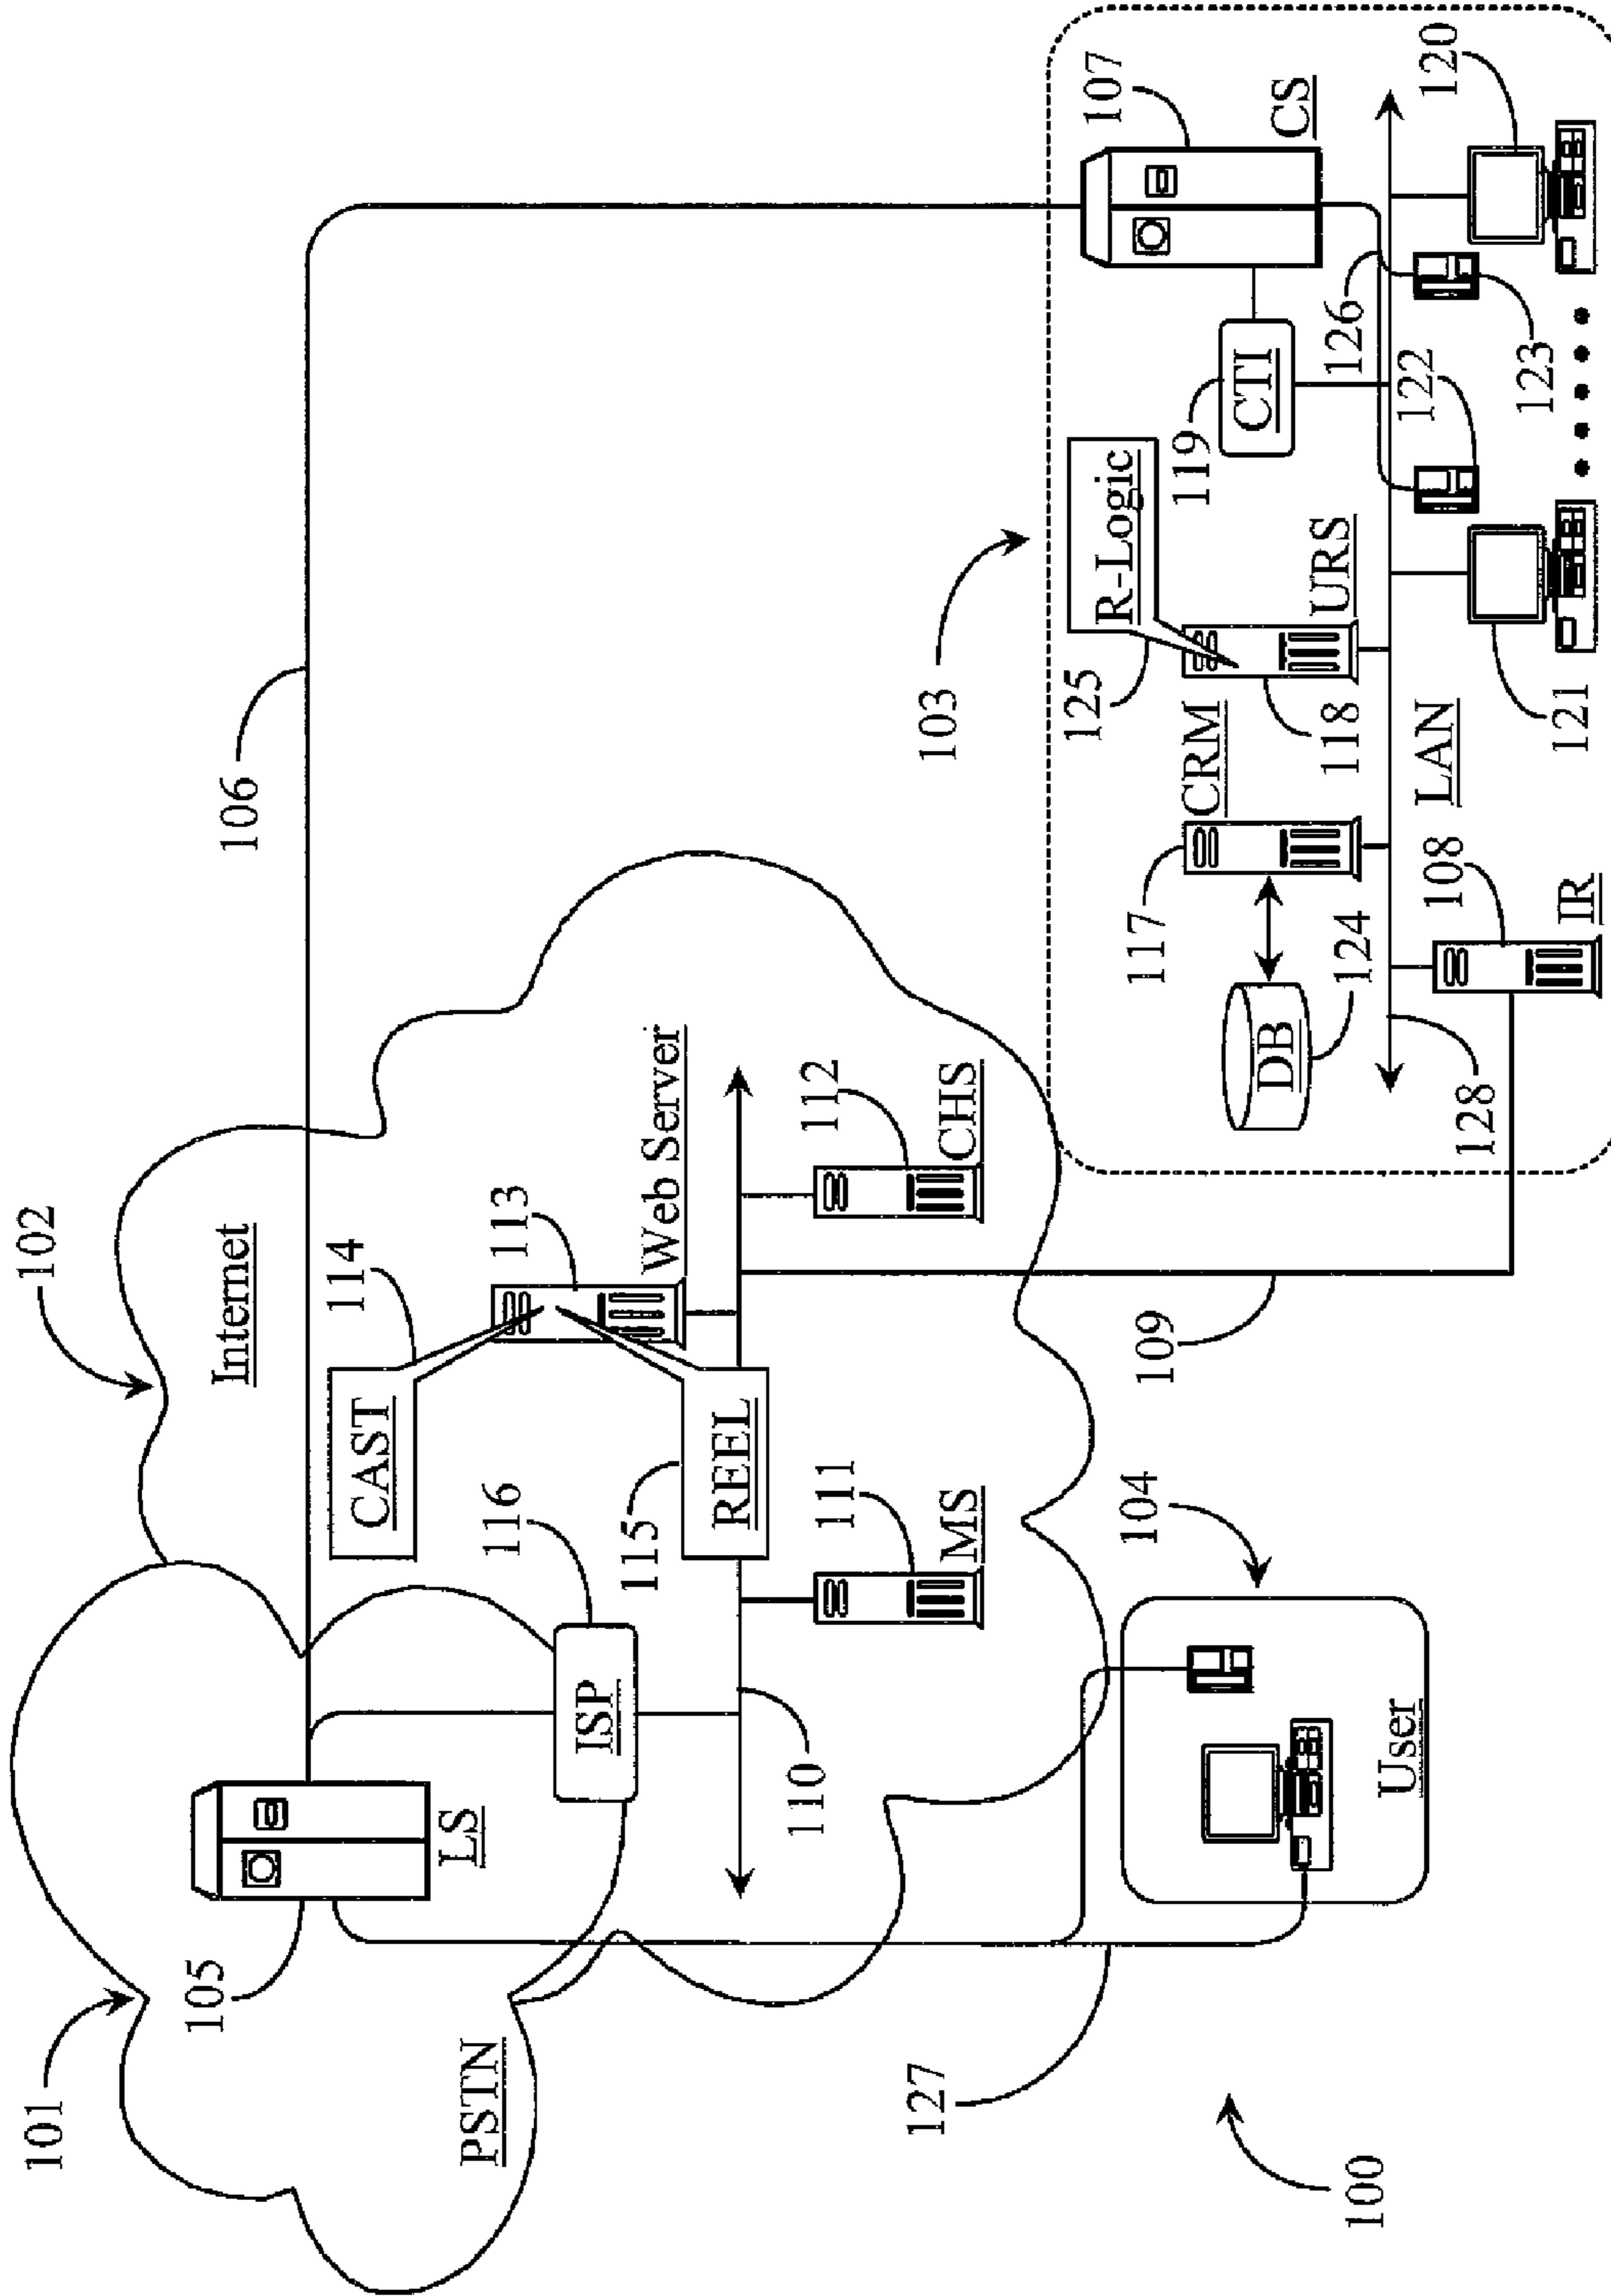 101
102
PSTN
105
LS
Internet
106
ISP
116
CAST
114
113
Web Server
REEL
115
110
MS
111
CHS
112
109
127
User
104
100
103
CS
107
CTI
119
126
R-Logic
125
URS
118
CRM
117
DB
124
LAN
128
IR
108
121
122
123
120